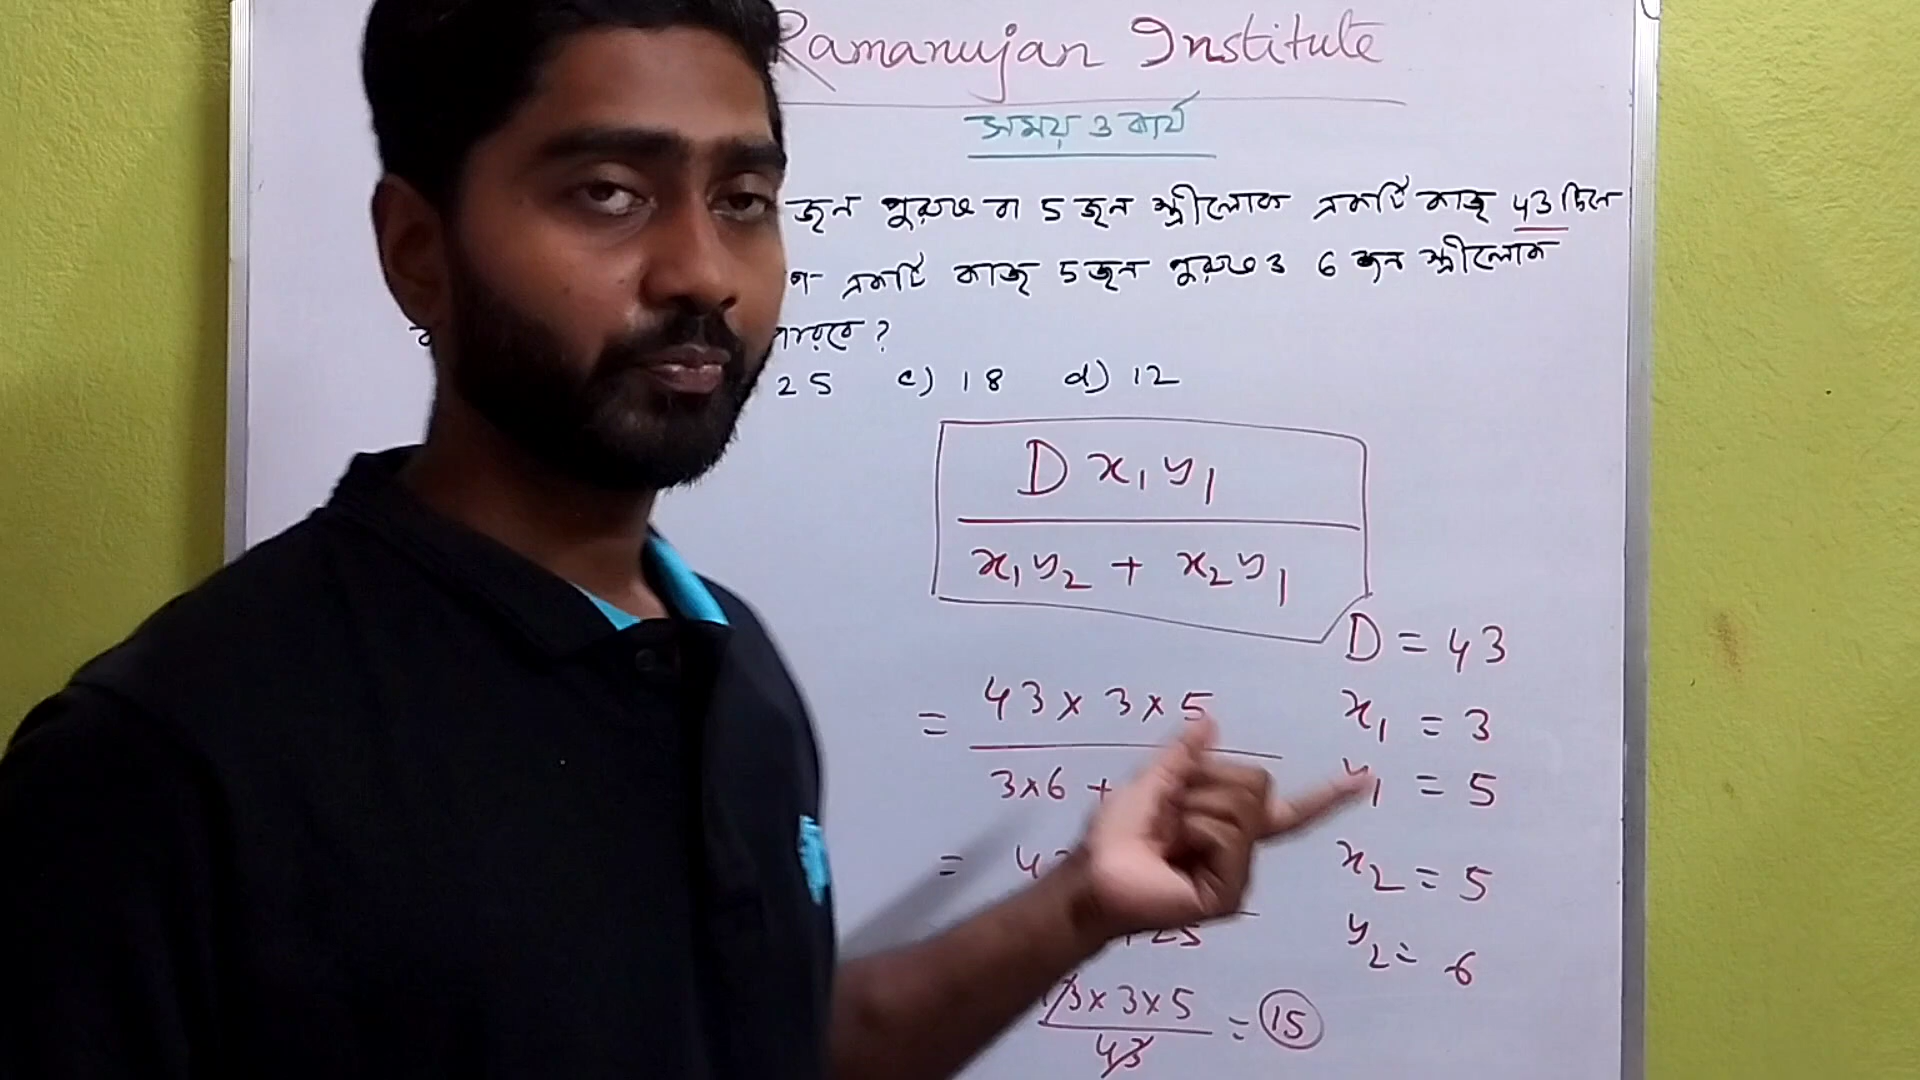 Ramanujan Institute
সময় ও কার্য
জন পুরুষ বা 5 জন স্ত্রীলোক একটি কাজ 43 দিনে
একটি কাজ 5 জন পুরুষ ও 6 জন স্ত্রীলোক
পারবে ?
25 c) 18 d) 12
D x₁ y₁
x₁y₂ + x₂y₁
D = 43
= 43 × 3 × 5
x₁ = 3
3×6 +
y₁ = 5
=
x₂ = 5
+25
y₂ = 6
3 × 3 × 5
43
= 15